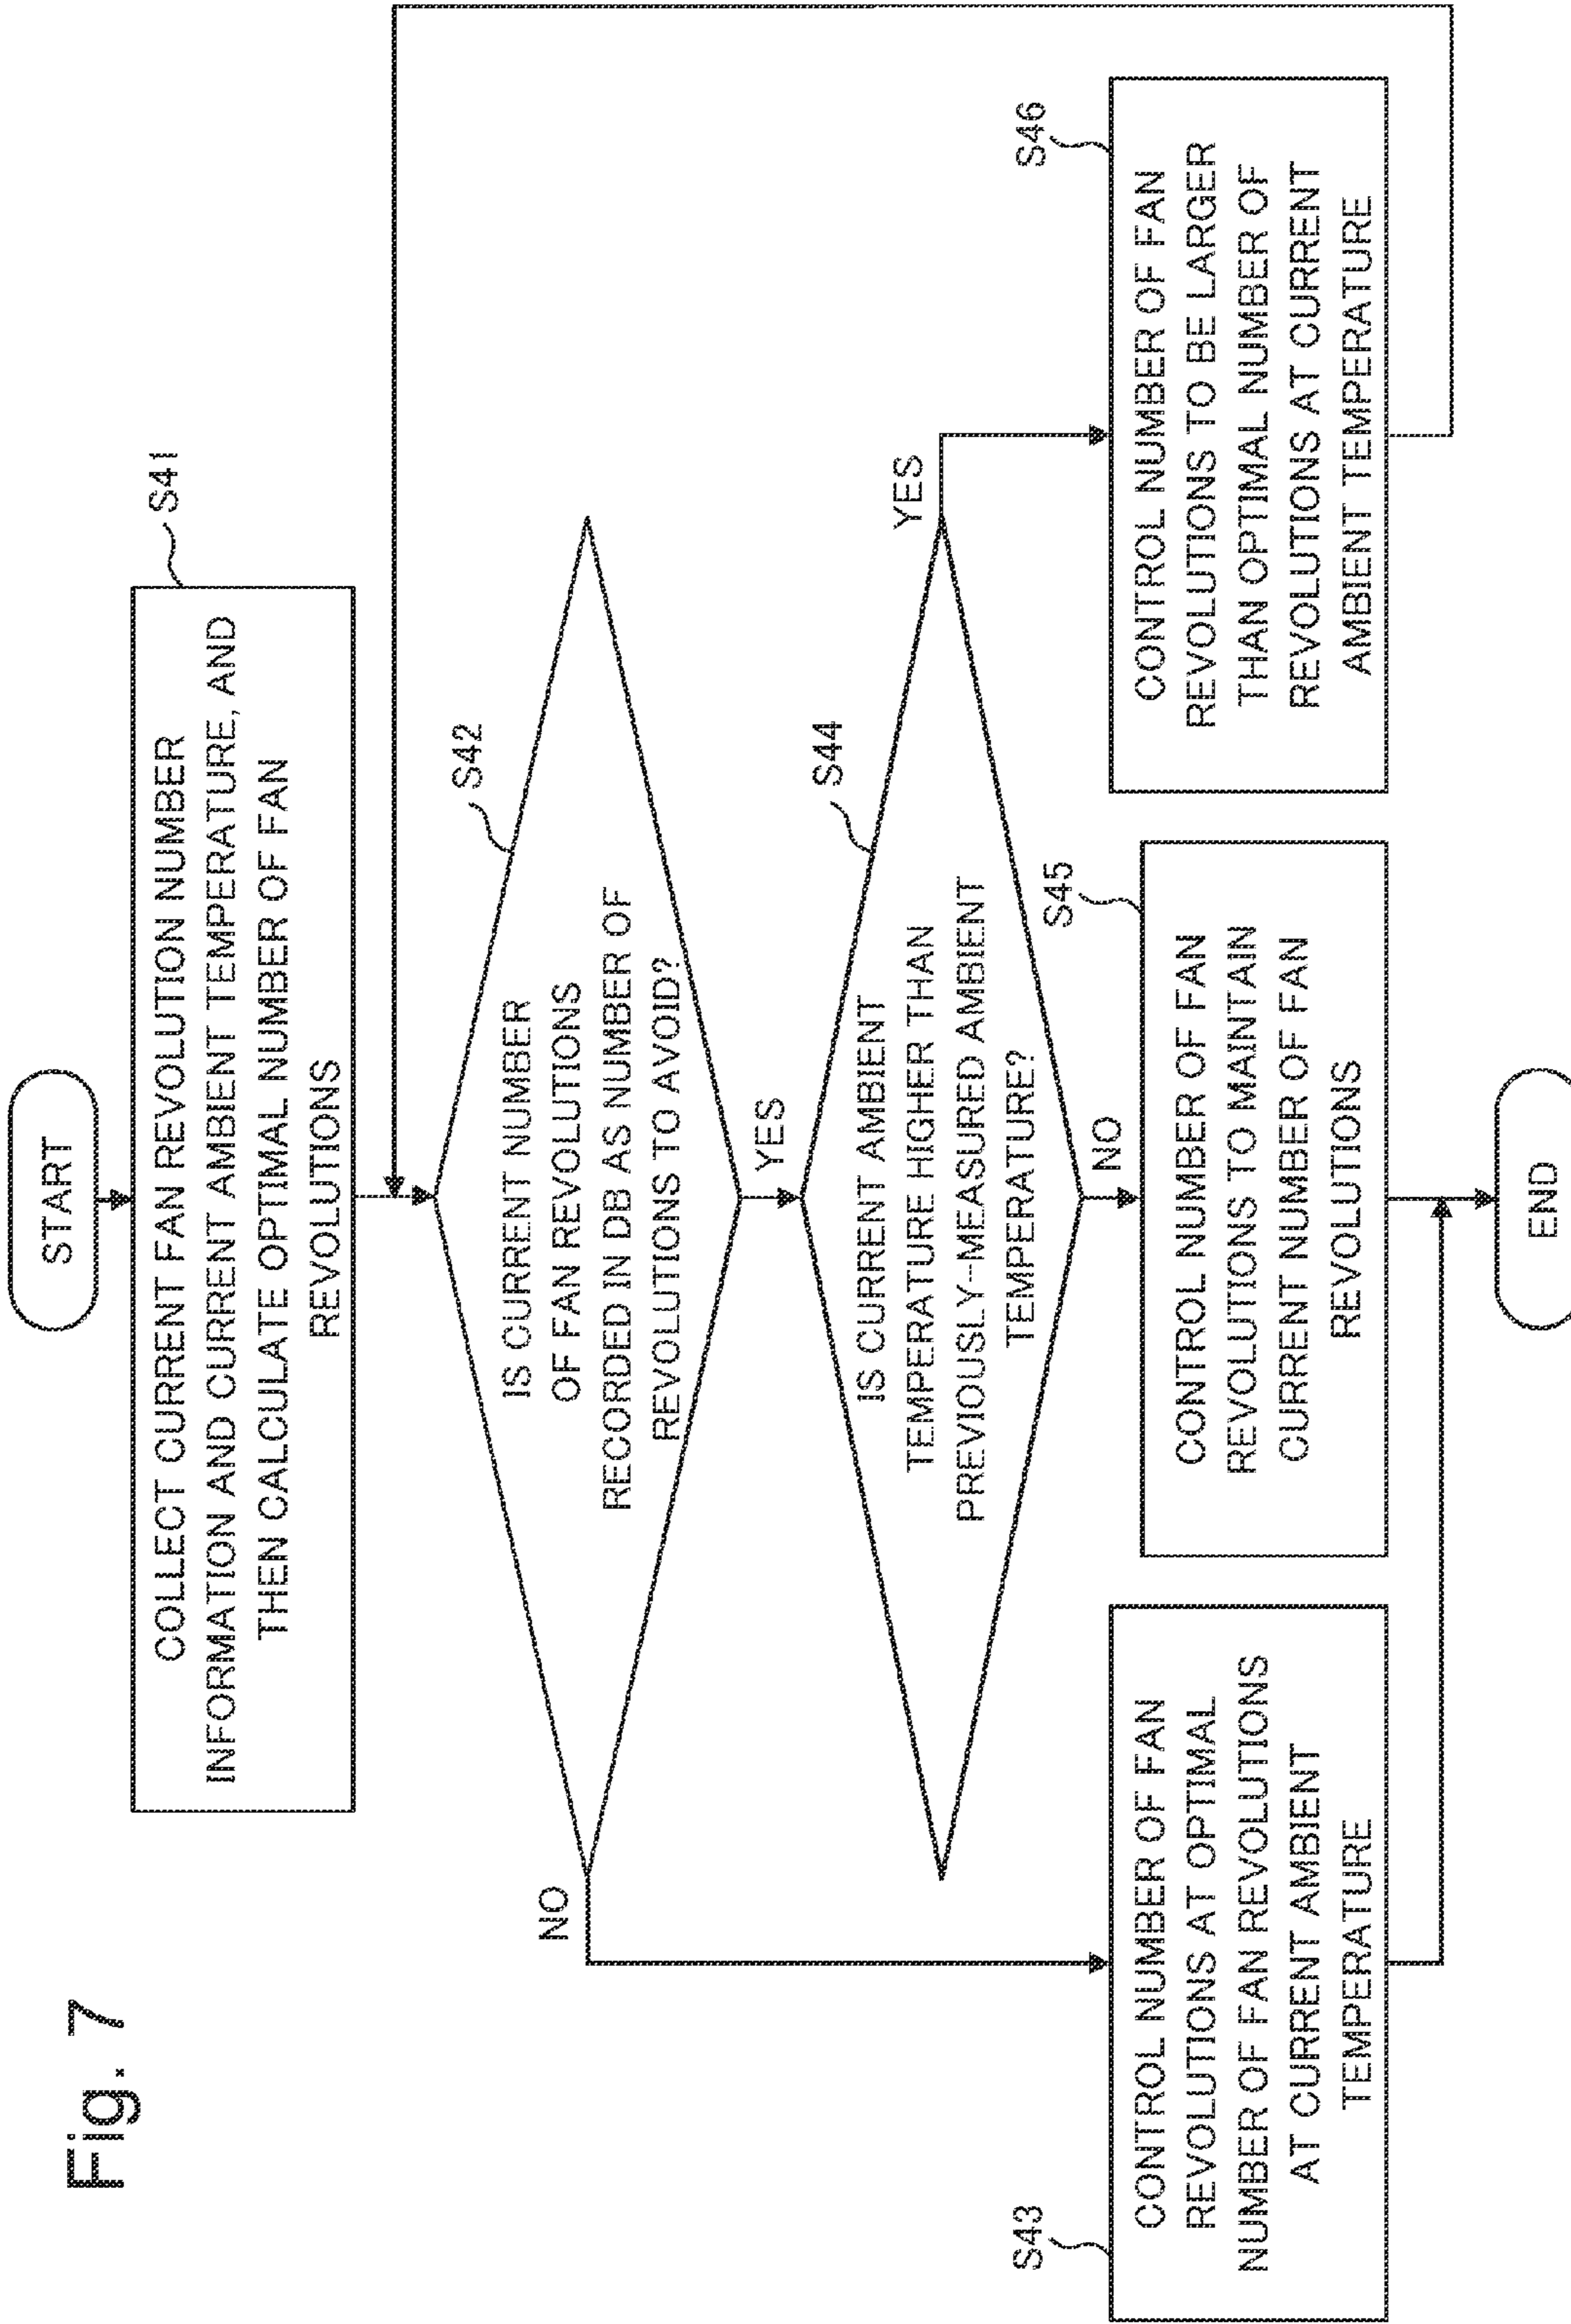 Fig. 7
START
S41
COLLECT CURRENT FAN REVOLUTION NUMBER
INFORMATION AND CURRENT AMBIENT TEMPERATURE, AND
THEN CALCULATE OPTIMAL NUMBER OF FAN
REVOLUTIONS
S42
IS CURRENT NUMBER
OF FAN REVOLUTIONS
RECORDED IN DB AS NUMBER OF
REVOLUTIONS TO AVOID?
NO
YES
S44
IS CURRENT AMBIENT
TEMPERATURE HIGHER THAN
PREVIOUSLY-MEASURED AMBIENT
TEMPERATURE?
YES
NO
S43
CONTROL NUMBER OF FAN
REVOLUTIONS AT OPTIMAL
NUMBER OF FAN REVOLUTIONS
AT CURRENT AMBIENT
TEMPERATURE
S45
CONTROL NUMBER OF FAN
REVOLUTIONS TO MAINTAIN
CURRENT NUMBER OF FAN
REVOLUTIONS
S46
CONTROL NUMBER OF FAN
REVOLUTIONS TO BE LARGER
THAN OPTIMAL NUMBER OF
REVOLUTIONS AT CURRENT
AMBIENT TEMPERATURE
END